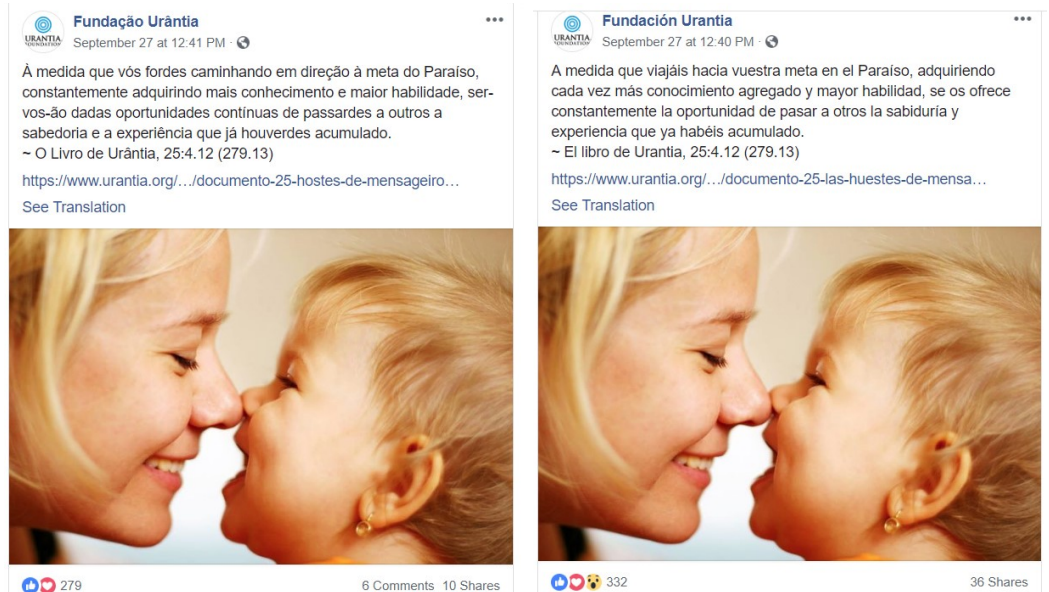 Fundação Urântia
September 27 at 12:41 PM ·
URANTIA
FOUNDATION
À medida que vós fordes caminhando em direção à meta do Paraíso,
constantemente adquirindo mais conhecimento e maior habilidade, ser-
vos-ão dadas oportunidades contínuas de passardes a outros a
sabedoria e a experiência que já houverdes acumulado.
~ O Livro de Urântia, 25:4.12 (279.13)
https://www.urantia.org/…/documento-25-hostes-de-mensageiro…
See Translation
279
6 Comments 10 Shares
Fundación Urantia
September 27 at 12:40 PM ·
URANTIA
FOUNDATION
A medida que viajáis hacia vuestra meta en el Paraíso, adquiriendo
cada vez más conocimiento agregado y mayor habilidad, se os ofrece
constantemente la oportunidad de pasar a otros la sabiduría y
experiencia que ya habéis acumulado.
~ El libro de Urantia, 25:4.12 (279.13)
https://www.urantia.org/…/documento-25-las-huestes-de-mensa…
See Translation
332
36 Shares